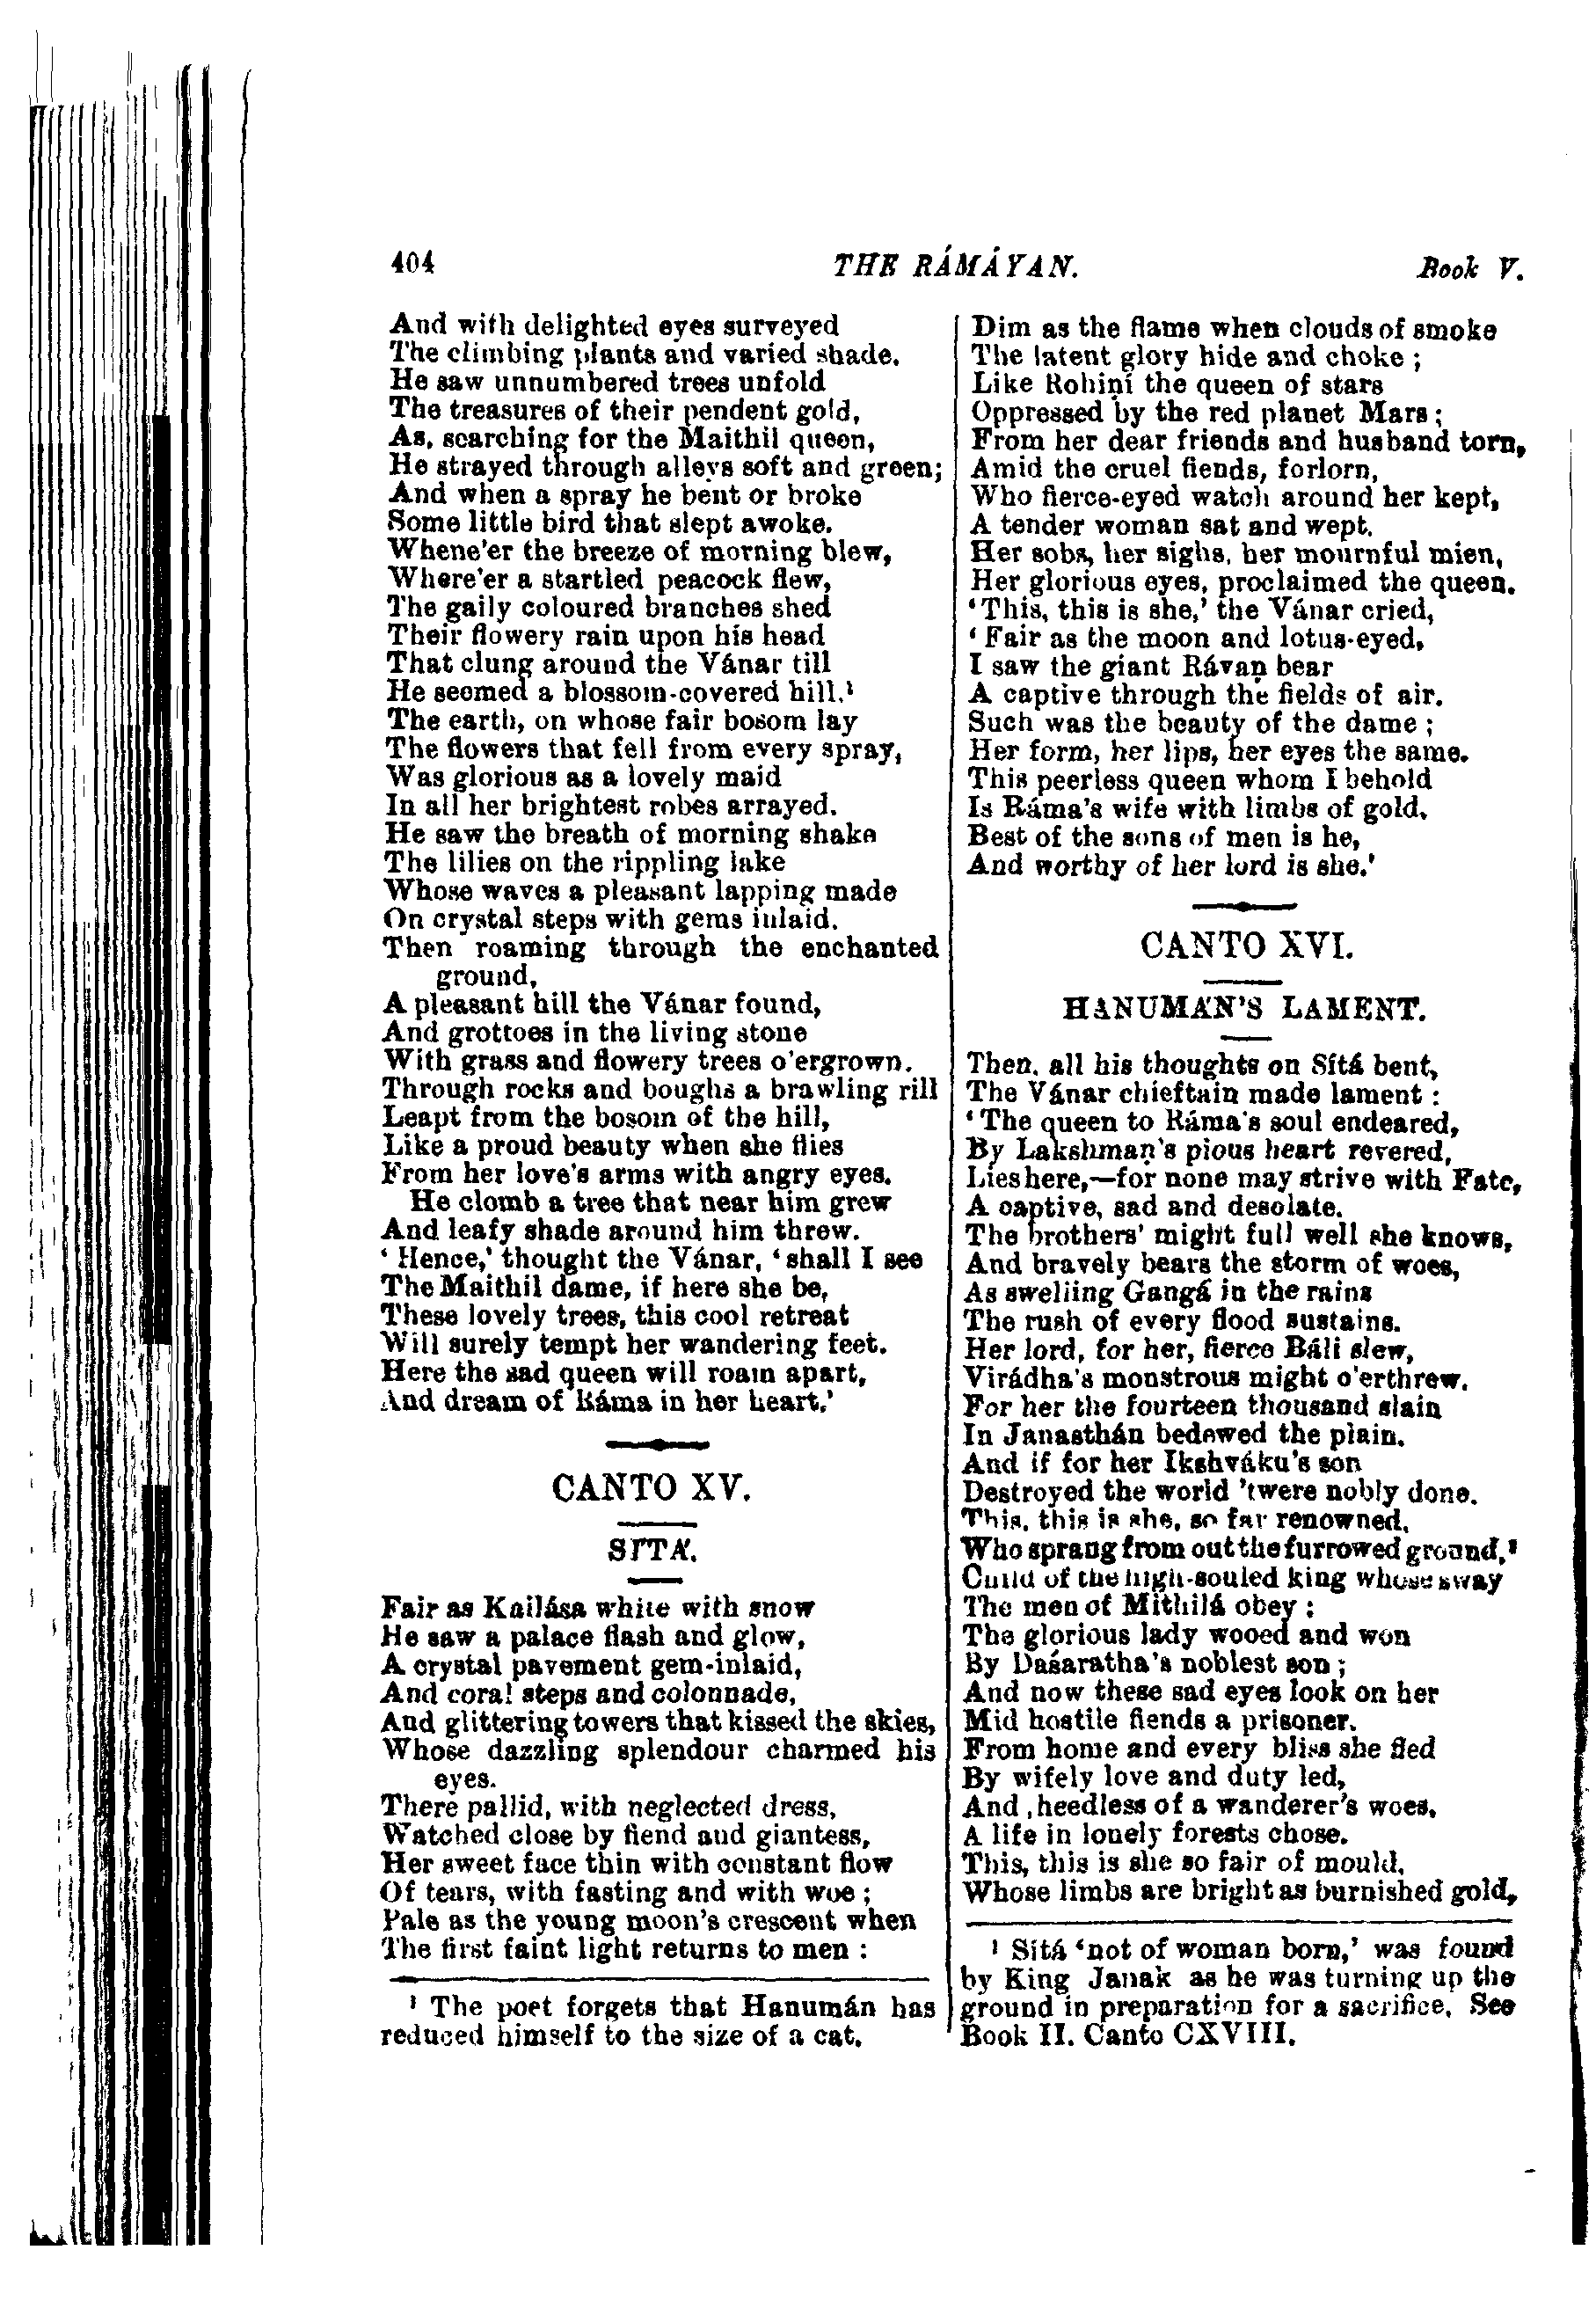 404 THE RÁMÁYAN. Book V.
And with delighted eyes surveyed
The climbing plants and varied shade.
He saw unnumbered trees unfold
The treasures of their pendent gold,
As, searching for the Maithil queen,
He strayed through alleys soft and green;
And when a spray he bent or broke
Some little bird that slept awoke.
Whene'er the breeze of morning blew,
Where'er a startled peacock flew,
The gaily coloured branches shed
Their flowery rain upon his head
That clung around the Vánar till
He seemed a blossom-covered hill.¹
The earth, on whose fair bosom lay
The flowers that fell from every spray,
Was glorious as a lovely maid
In all her brightest robes arrayed.
He saw the breath of morning shake
The lilies on the rippling lake
Whose waves a pleasant lapping made
On crystal steps with gems inlaid.
Then roaming through the enchanted
ground,
A pleasant hill the Vánar found,
And grottoes in the living stone
With grass and flowery trees o'ergrown.
Through rocks and boughs a brawling rill
Leapt from the bosom of the hill,
Like a proud beauty when she flies
From her love's arms with angry eyes.
He clomb a tree that near him grew
And leafy shade around him threw.
‘Hence,’ thought the Vánar, ‘shall I see
The Maithil dame, if here she be,
These lovely trees, this cool retreat
Will surely tempt her wandering feet.
Here the sad queen will roam apart,
And dream of Ráma in her heart.’
CANTO XV.
SÍTÁ.
Fair as Kailása white with snow
He saw a palace flash and glow,
A crystal pavement gem-inlaid,
And coral steps and colonnade,
And glittering towers that kissed the skies,
Whose dazzling splendour charmed his
eyes.
There pallid, with neglected dress,
Watched close by fiend and giantess,
Her sweet face thin with constant flow
Of tears, with fasting and with woe;
Pale as the young moon's crescent when
The first faint light returns to men:
¹ The poet forgets that Hanumán has
reduced himself to the size of a cat.
Dim as the flame when clouds of smoke
The latent glory hide and choke;
Like Rohiṇí the queen of stars
Oppressed by the red planet Mars;
From her dear friends and husband torn,
Amid the cruel fiends, forlorn,
Who fierce-eyed watch around her kept,
A tender woman sat and wept.
Her sobs, her sighs, her mournful mien,
Her glorious eyes, proclaimed the queen.
‘This, this is she,’ the Vánar cried,
‘Fair as the moon and lotus-eyed,
I saw the giant Rávaṇ bear
A captive through the fields of air.
Such was the beauty of the dame;
Her form, her lips, her eyes the same.
This peerless queen whom I behold
Is Ráma's wife with limbs of gold.
Best of the sons of men is he,
And worthy of her lord is she.’
CANTO XVI.
HANUMÁN'S LAMENT.
Then, all his thoughts on Sítá bent,
The Vánar chieftain made lament:
‘The queen to Ráma's soul endeared,
By Lakshmaṇ's pious heart revered,
Lies here,—for none may strive with Fate,
A captive, sad and desolate.
The brothers' might full well she knows,
And bravely bears the storm of woes,
As swelling Gangá in the rains
The rush of every flood sustains.
Her lord, for her, fierce Báli slew,
Virádha's monstrous might o'erthrew.
For her the fourteen thousand slain
In Janasthán bedewed the plain.
And if for her Ikshváku's son
Destroyed the world 'twere nobly done.
This, this is she, so far renowned,
Who sprang from out the furrowed ground,¹
Child of the high-souled king whose sway
The men of Mithilá obey:
The glorious lady wooed and won
By Daśaratha's noblest son;
And now these sad eyes look on her
Mid hostile fiends a prisoner.
From home and every bliss she fled
By wifely love and duty led,
And, heedless of a wanderer's woes,
A life in lonely forests chose.
This, this is she so fair of mould,
Whose limbs are bright as burnished gold,
¹ Sítá ‘not of woman born,’ was found
by King Janak as he was turning up the
ground in preparation for a sacrifice. See
Book II. Canto CXVIII.